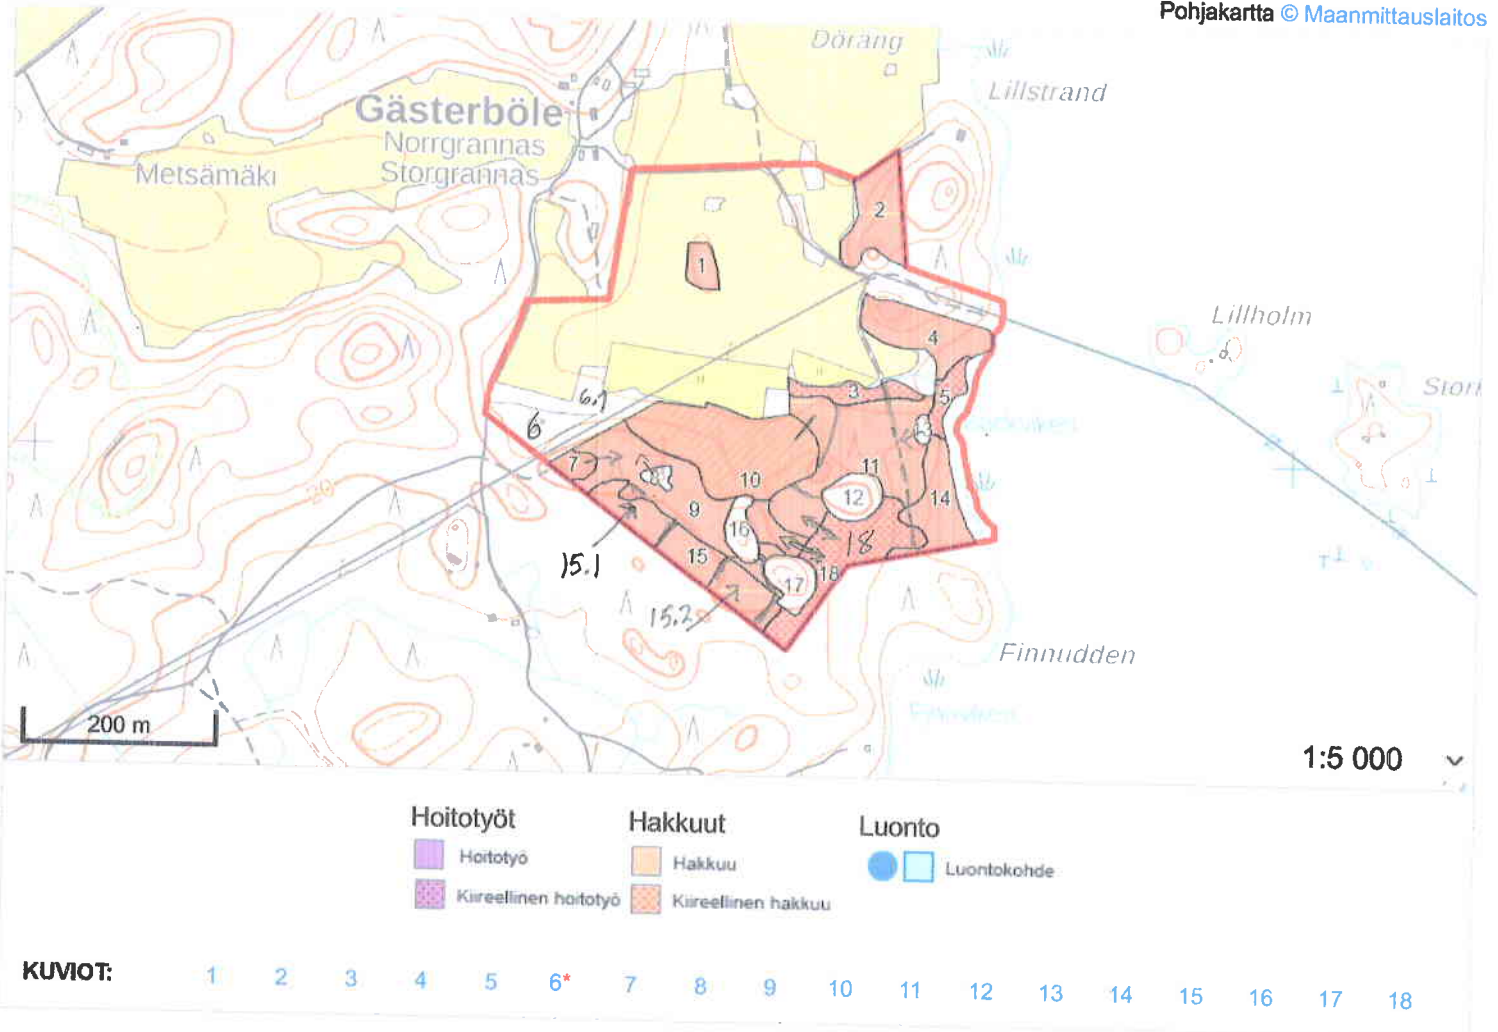 Pohjakartta © Maanmittauslaitos
Döräng
Lillstrand
Gästerböle
Norrgrannas
Storgrannas
Metsämäki
2
1
Lillholm
4
Stor
3
5
6.1
6
7
8
10
11
13
12
14
9
16
18
15.1
15
17
18
15.2
20
Finnudden
200 m
1:5 000
Hoitotyöt
Hoitotyö
Kiireellinen hoitotyö
Hakkuut
Hakkuu
Kiireellinen hakkuu
Luonto
Luontokohde
KUVIOT: 1 2 3 4 5 6* 7 8 9 10 11 12 13 14 15 16 17 18